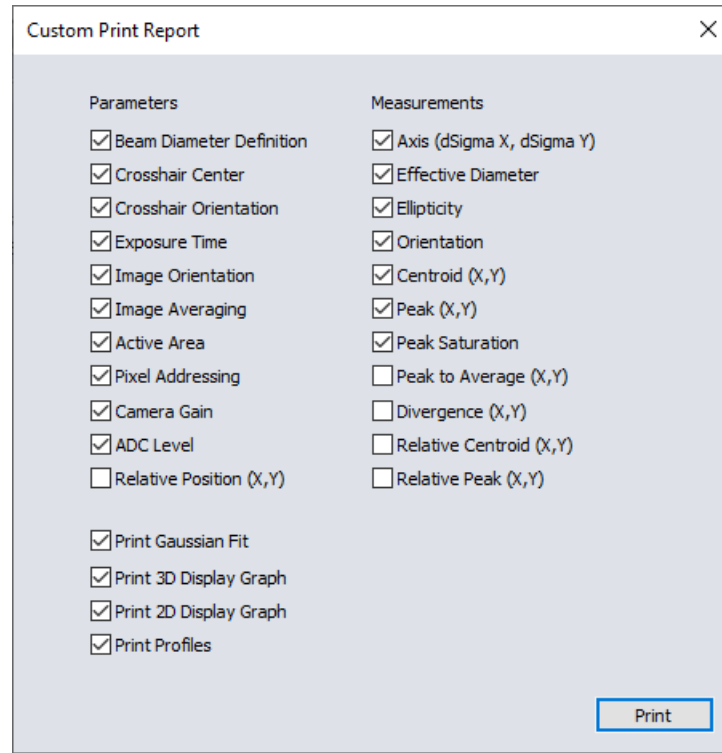 Custom Print Report
Parameters
Beam Diameter Definition
Crosshair Center
Crosshair Orientation
Exposure Time
Image Orientation
Image Averaging
Active Area
Pixel Addressing
Camera Gain
ADC Level
Relative Position (X,Y)
Measurements
Axis (dSigma X, dSigma Y)
Effective Diameter
Ellipticity
Orientation
Centroid (X,Y)
Peak (X,Y)
Peak Saturation
Peak to Average (X,Y)
Divergence (X,Y)
Relative Centroid (X,Y)
Relative Peak (X,Y)
Print Gaussian Fit
Print 3D Display Graph
Print 2D Display Graph
Print Profiles
Print